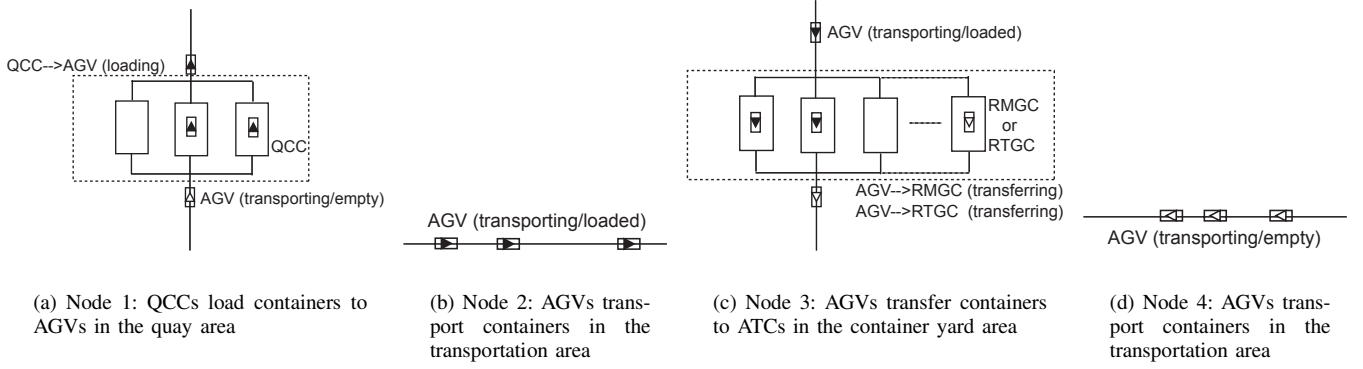 QCC-->AGV (loading)
QCC
AGV (transporting/empty)
(a) Node 1: QCCs load containers to
AGVs in the quay area
AGV (transporting/loaded)
(b) Node 2: AGVs trans-
port containers in the
transportation area
AGV (transporting/loaded)
RMGC
or
RTGC
AGV-->RMGC (transferring)
AGV-->RTGC (transferring)
(c) Node 3: AGVs transfer containers
to ATCs in the container yard area
AGV (transporting/empty)
(d) Node 4: AGVs trans-
port containers in the
transportation area